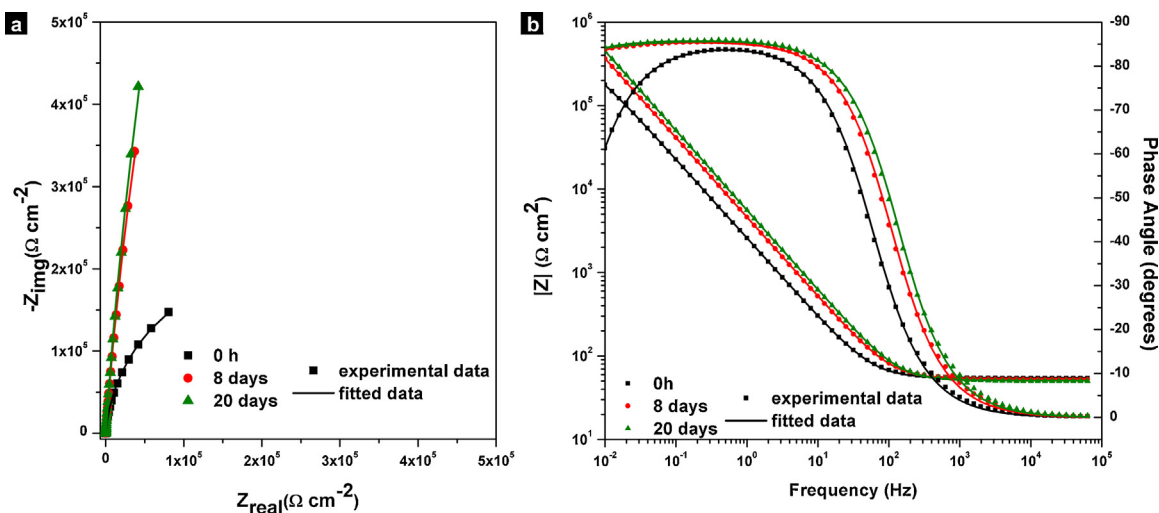 a
-Z_img(Ω cm^-2)
5x10^5
4x10^5
3x10^5
2x10^5
1x10^5
0
0 h
8 days
20 days
experimental data
fitted data
0
1x10^5
2x10^5
3x10^5
4x10^5
5x10^5
Z_real(Ω cm^-2)
b
|Z| (Ω cm^2)
10^6
10^5
10^4
10^3
10^2
10^1
0h
8 days
20 days
experimental data
fitted data
-90
-80
-70
-60
-50
-40
-30
-20
-10
0
Phase Angle (degrees)
10^-2
10^-1
10^0
10^1
10^2
10^3
10^4
10^5
Frequency (Hz)